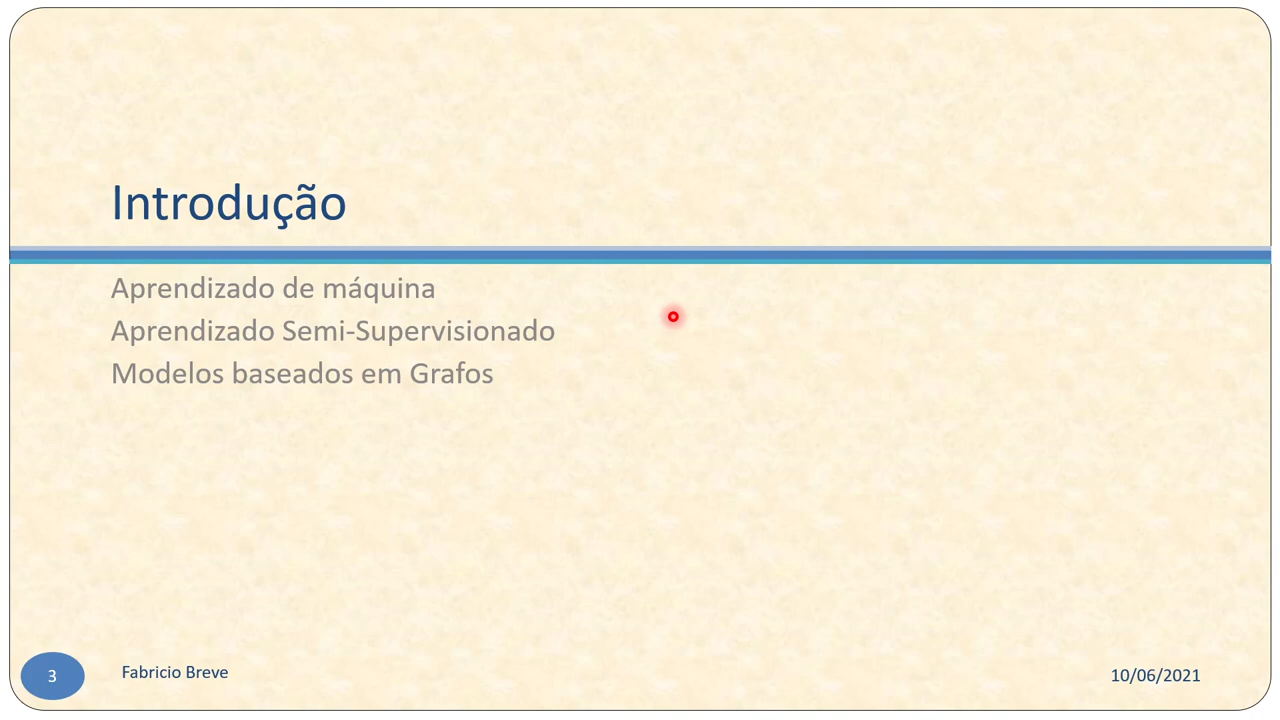 Introdução
Aprendizado de máquina
Aprendizado Semi-Supervisionado
Modelos baseados em Grafos
3
Fabricio Breve
10/06/2021